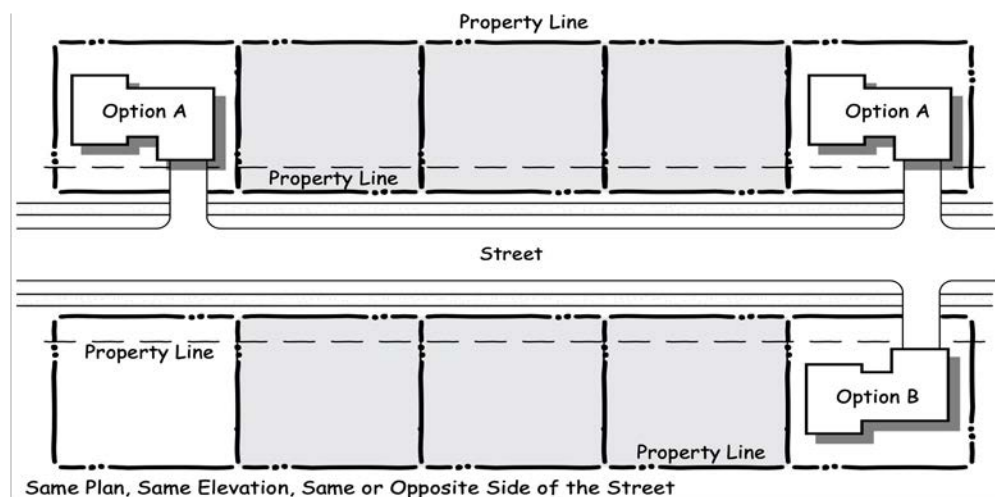 Property Line
Option A
Option A
Property Line
Street
Property Line
Option B
Property Line
Same Plan, Same Elevation, Same or Opposite Side of the Street